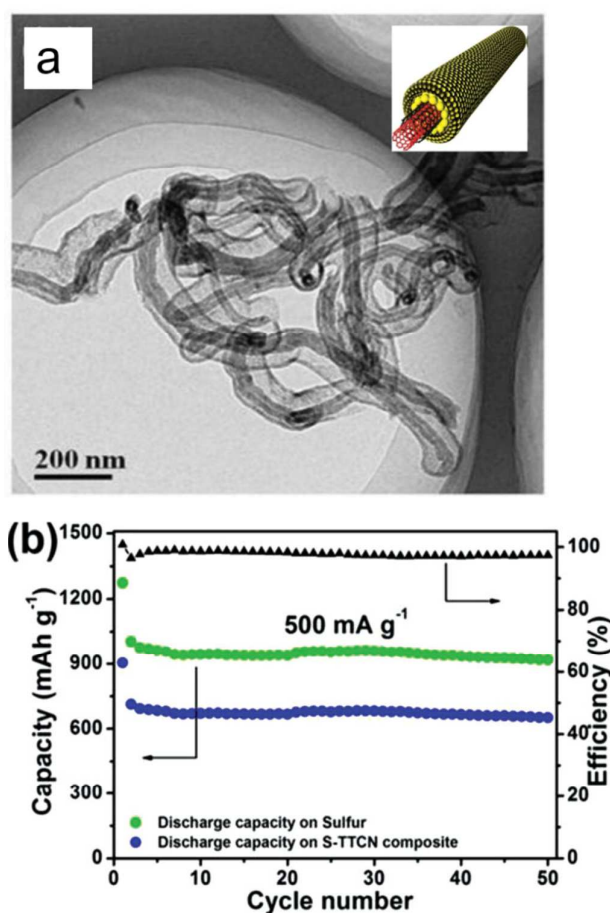 a
200 nm
(b)
1500
1200
900
600
300
0
Capacity (mAh g-1)
500 mA g-1
100
80
60
40
20
0
Efficiency (%)
Discharge capacity on Sulfur
Discharge capacity on S-TTCN composite
0 10 20 30 40 50
Cycle number